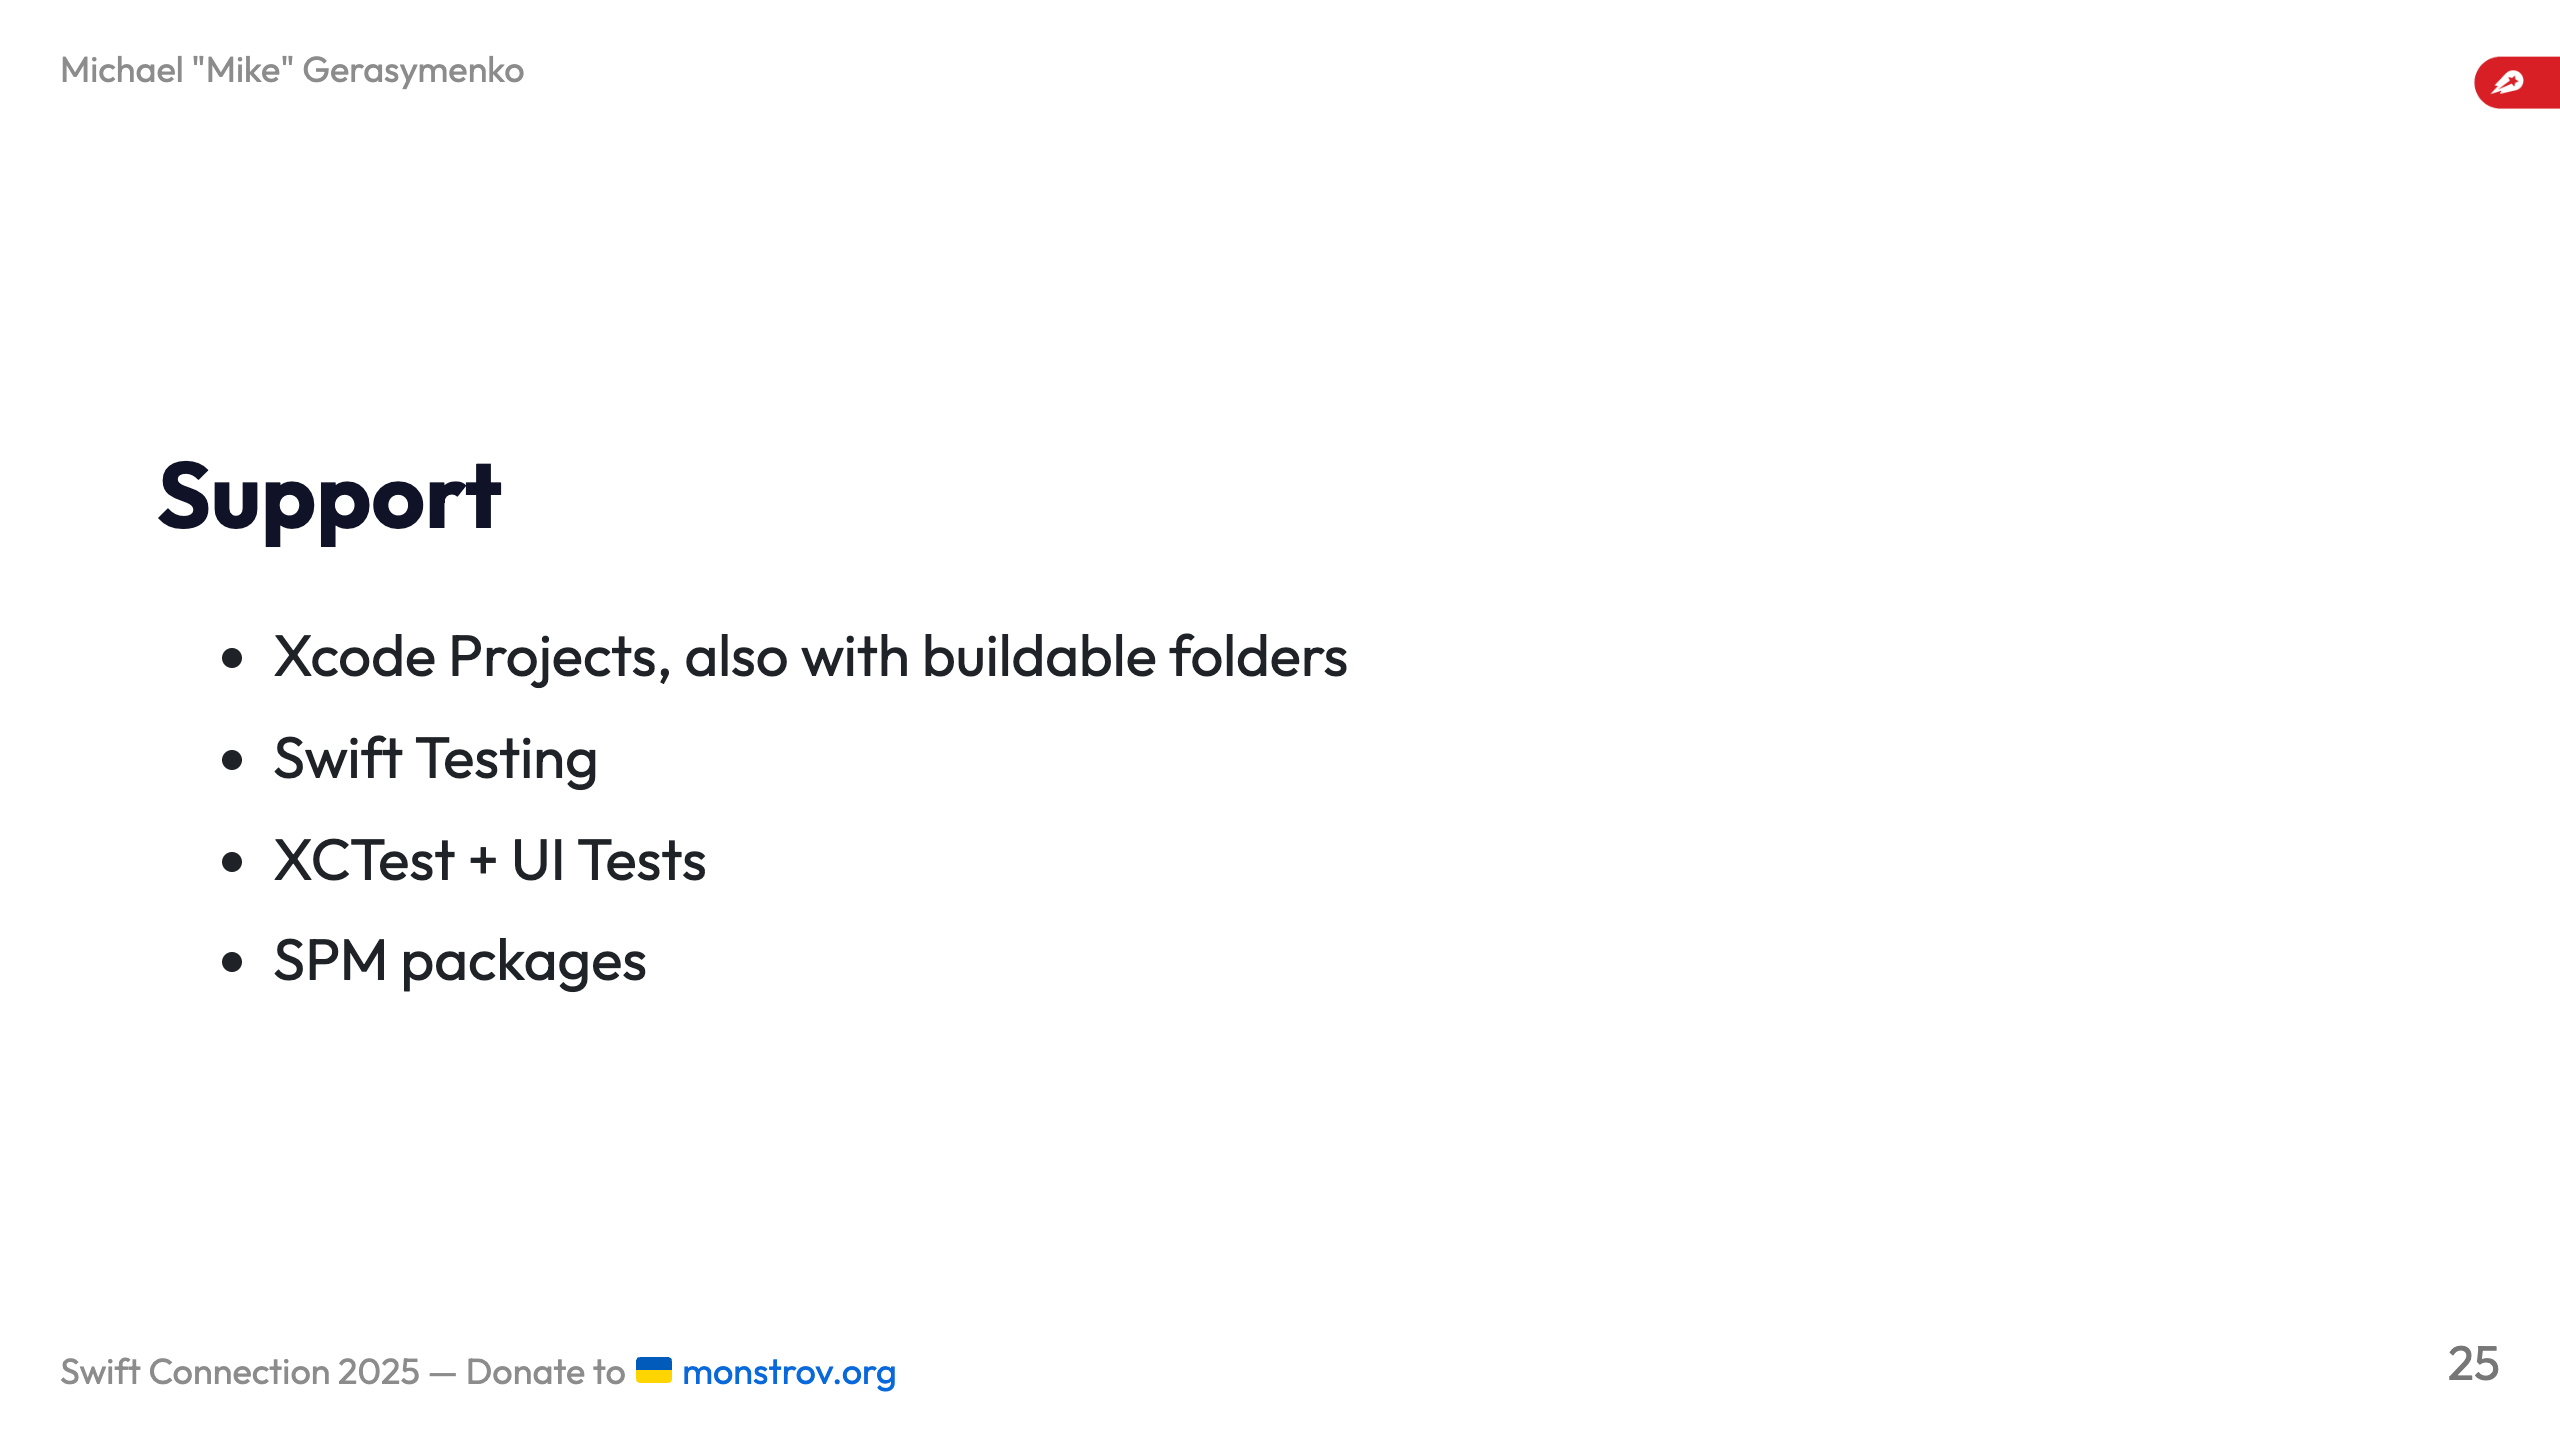 Michael "Mike" Gerasymenko
Support
• Xcode Projects, also with buildable folders
• Swift Testing
• XCTest + UI Tests
• SPM packages
Swift Connection 2025 — Donate to 🇺🇦 monstrov.org
25